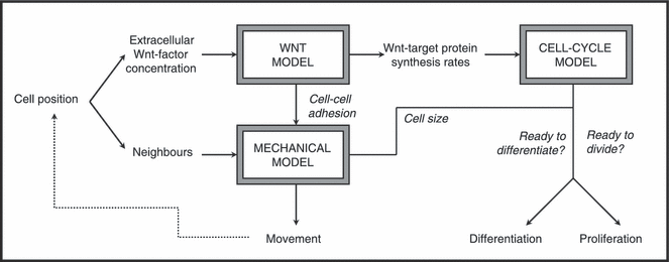 Extracellular
Wnt-factor
concentration
WNT
MODEL
Wnt-target protein
synthesis rates
CELL-CYCLE
MODEL
Cell position
Cell-cell
adhesion
Cell size
Neighbours
MECHANICAL
MODEL
Ready to
differentiate?
Ready to
divide?
Movement
Differentiation
Proliferation